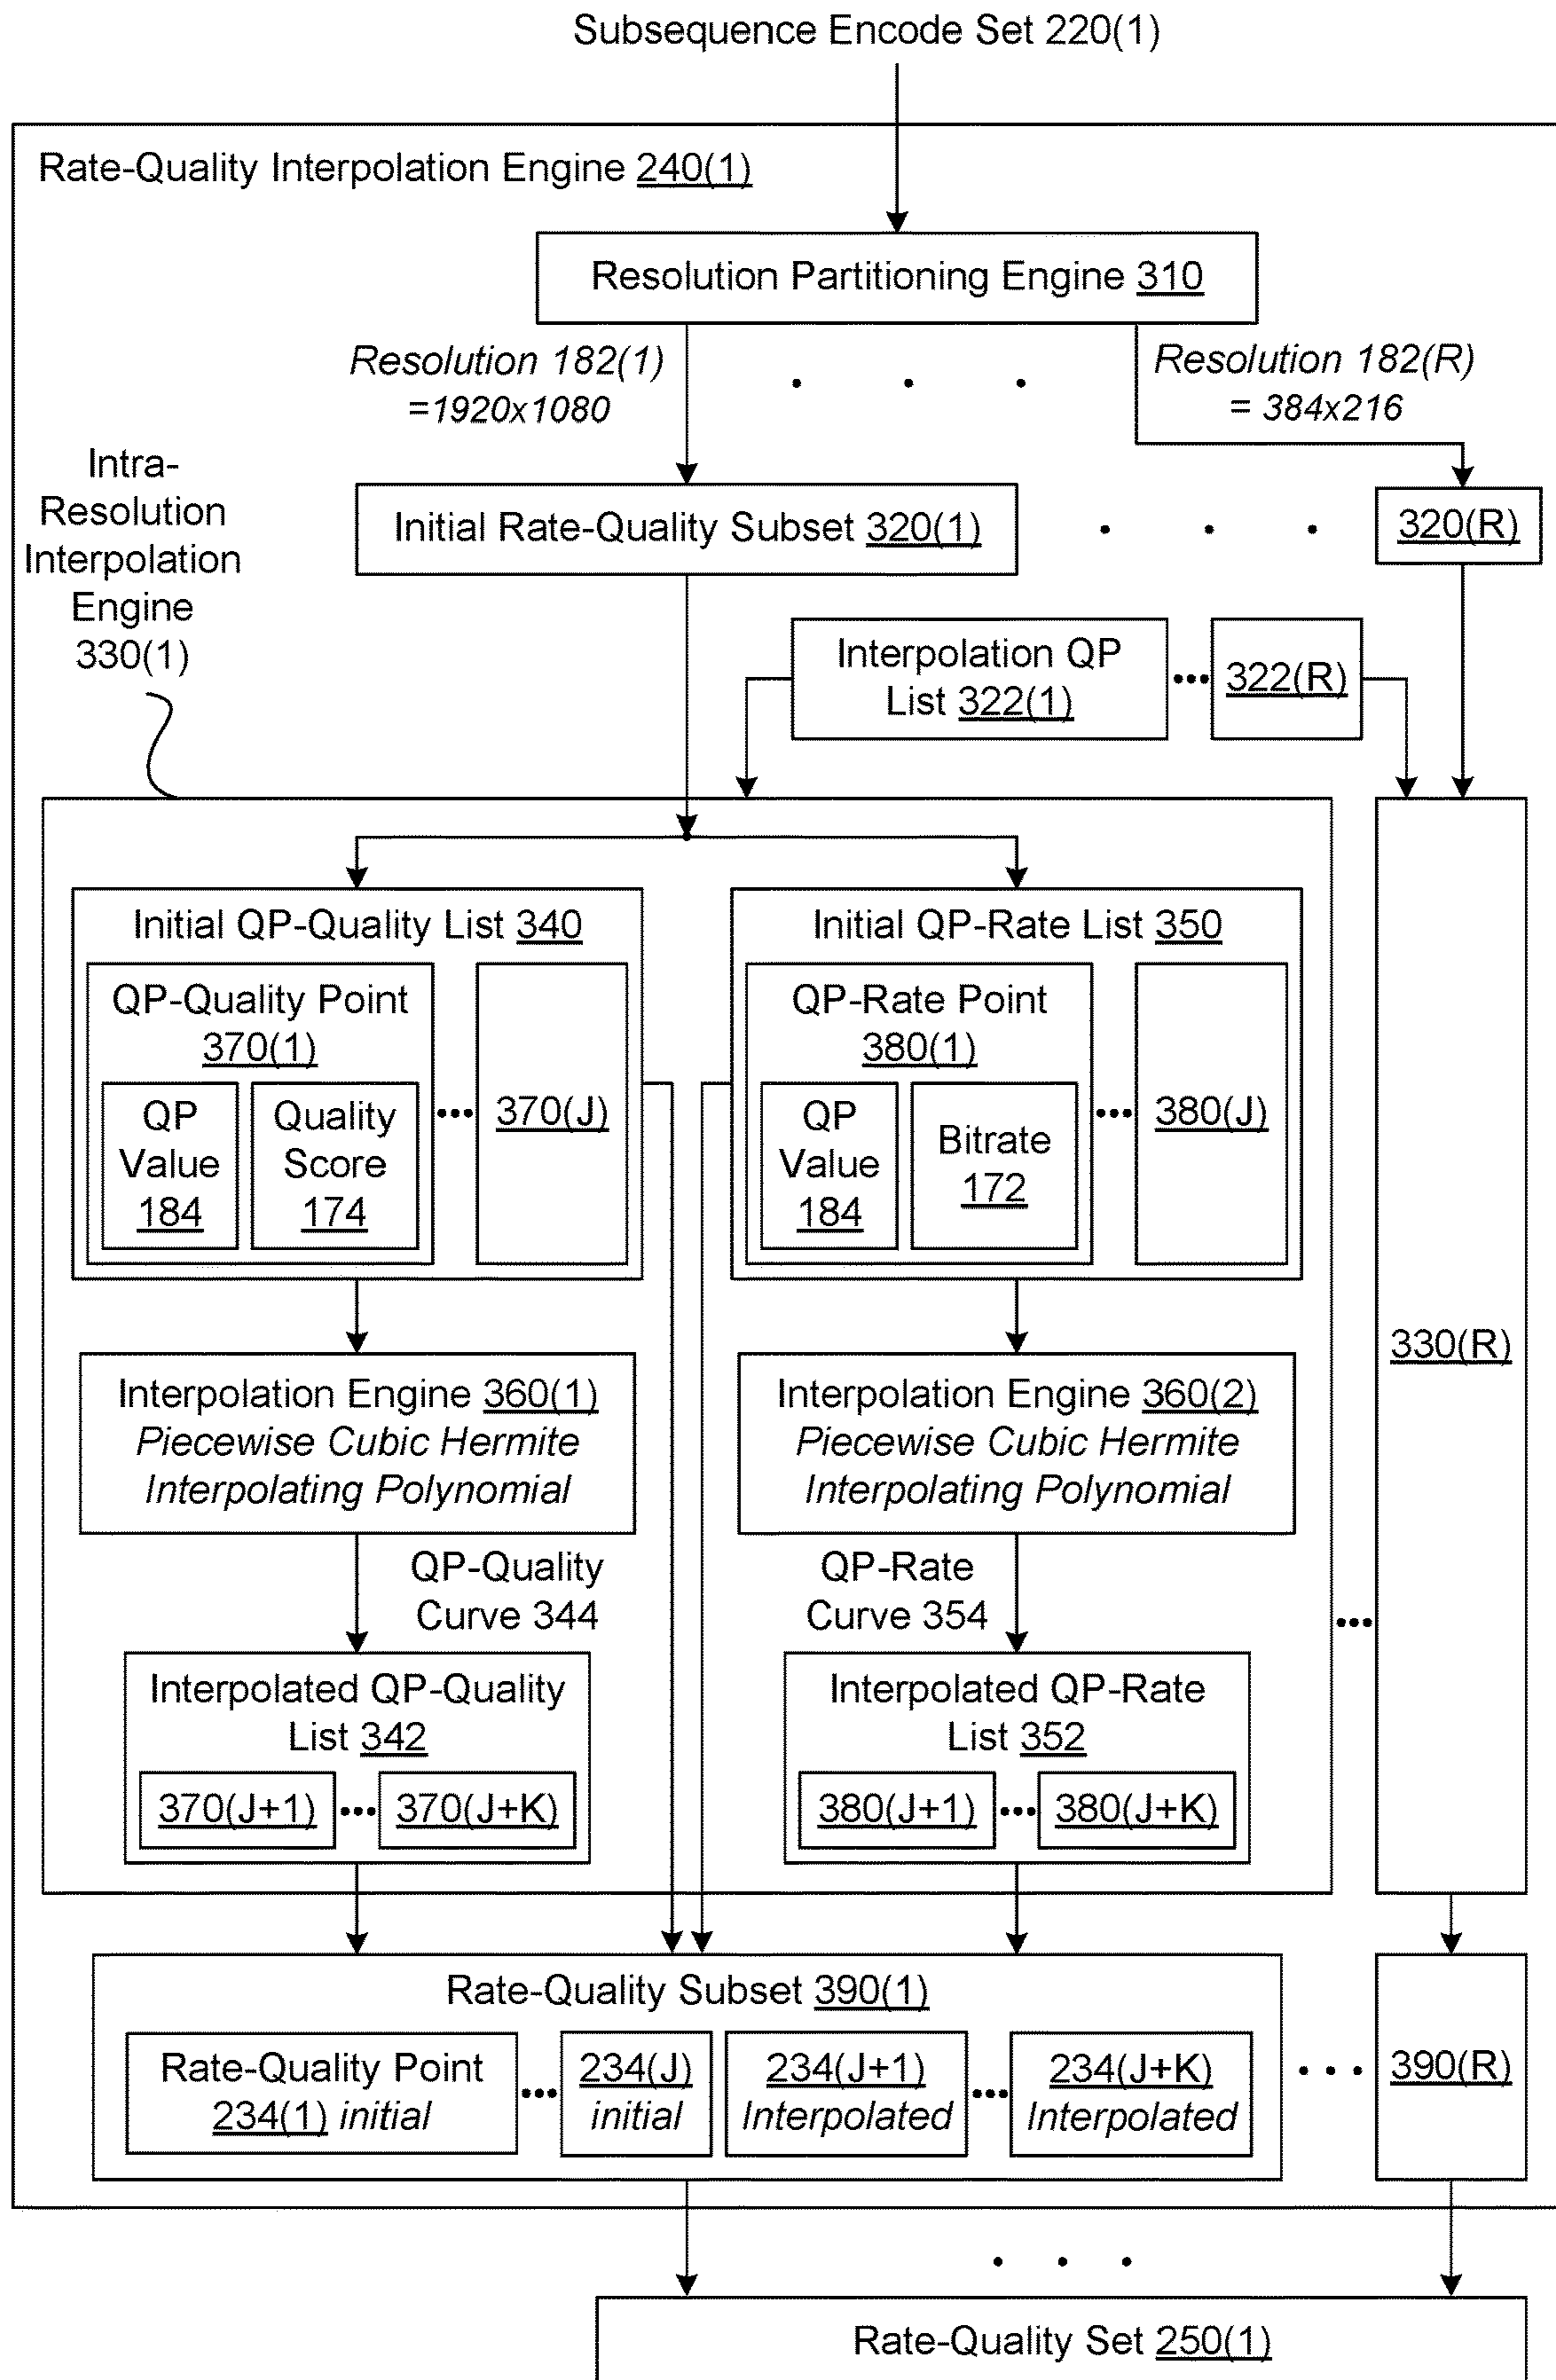 Subsequence Encode Set 220(1)
Rate-Quality Interpolation Engine 240(1)
Resolution Partitioning Engine 310
Resolution 182(1)
=1920x1080
Resolution 182(R)
= 384x216
Intra-
Resolution
Interpolation
Engine
330(1)
Initial Rate-Quality Subset 320(1)
320(R)
Interpolation QP
List 322(1)
322(R)
Initial QP-Quality List 340
QP-Quality Point
370(1)
QP
Value
184
Quality
Score
174
370(J)
Initial QP-Rate List 350
QP-Rate Point
380(1)
QP
Value
184
Bitrate
172
380(J)
330(R)
Interpolation Engine 360(1)
Piecewise Cubic Hermite
Interpolating Polynomial
Interpolation Engine 360(2)
Piecewise Cubic Hermite
Interpolating Polynomial
QP-Quality
Curve 344
QP-Rate
Curve 354
Interpolated QP-Quality
List 342
370(J+1)
370(J+K)
Interpolated QP-Rate
List 352
380(J+1)
380(J+K)
Rate-Quality Subset 390(1)
Rate-Quality Point
234(1) initial
234(J)
initial
234(J+1)
Interpolated
234(J+K)
Interpolated
390(R)
Rate-Quality Set 250(1)